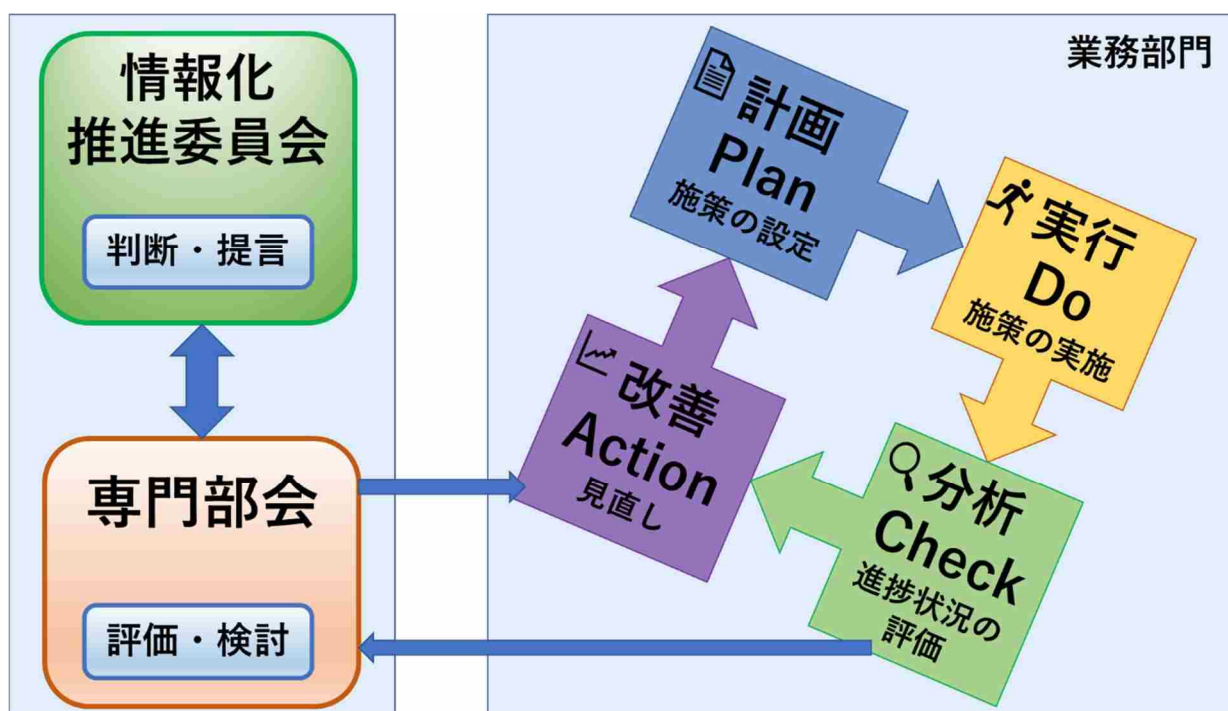 情報化
推進委員会
判断・提言
専門部会
評価・検討
業務部門
計画
Plan
施策の設定
実行
Do
施策の実施
分析
Check
進捗状況の
評価
改善
Action
見直し